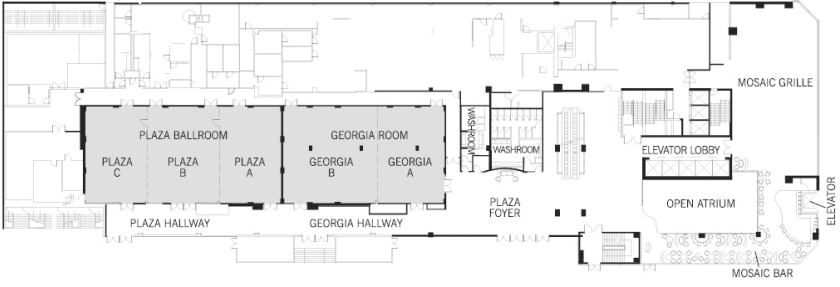 MOSAIC GRILLE
PLAZA BALLROOM
GEORGIA ROOM
WASHROOM
WASHROOM
ELEVATOR LOBBY
PLAZA
C
PLAZA
B
PLAZA
A
GEORGIA
B
GEORGIA
A
PLAZA
FOYER
OPEN ATRIUM
ELEVATOR
PLAZA HALLWAY
GEORGIA HALLWAY
MOSAIC BAR